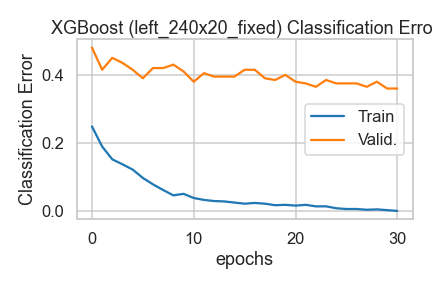 XGBoost (left_240x20_fixed) Classification Erro
Classification Error
0.4
0.2
0.0
Train
Valid.
0 10 20 30
epochs